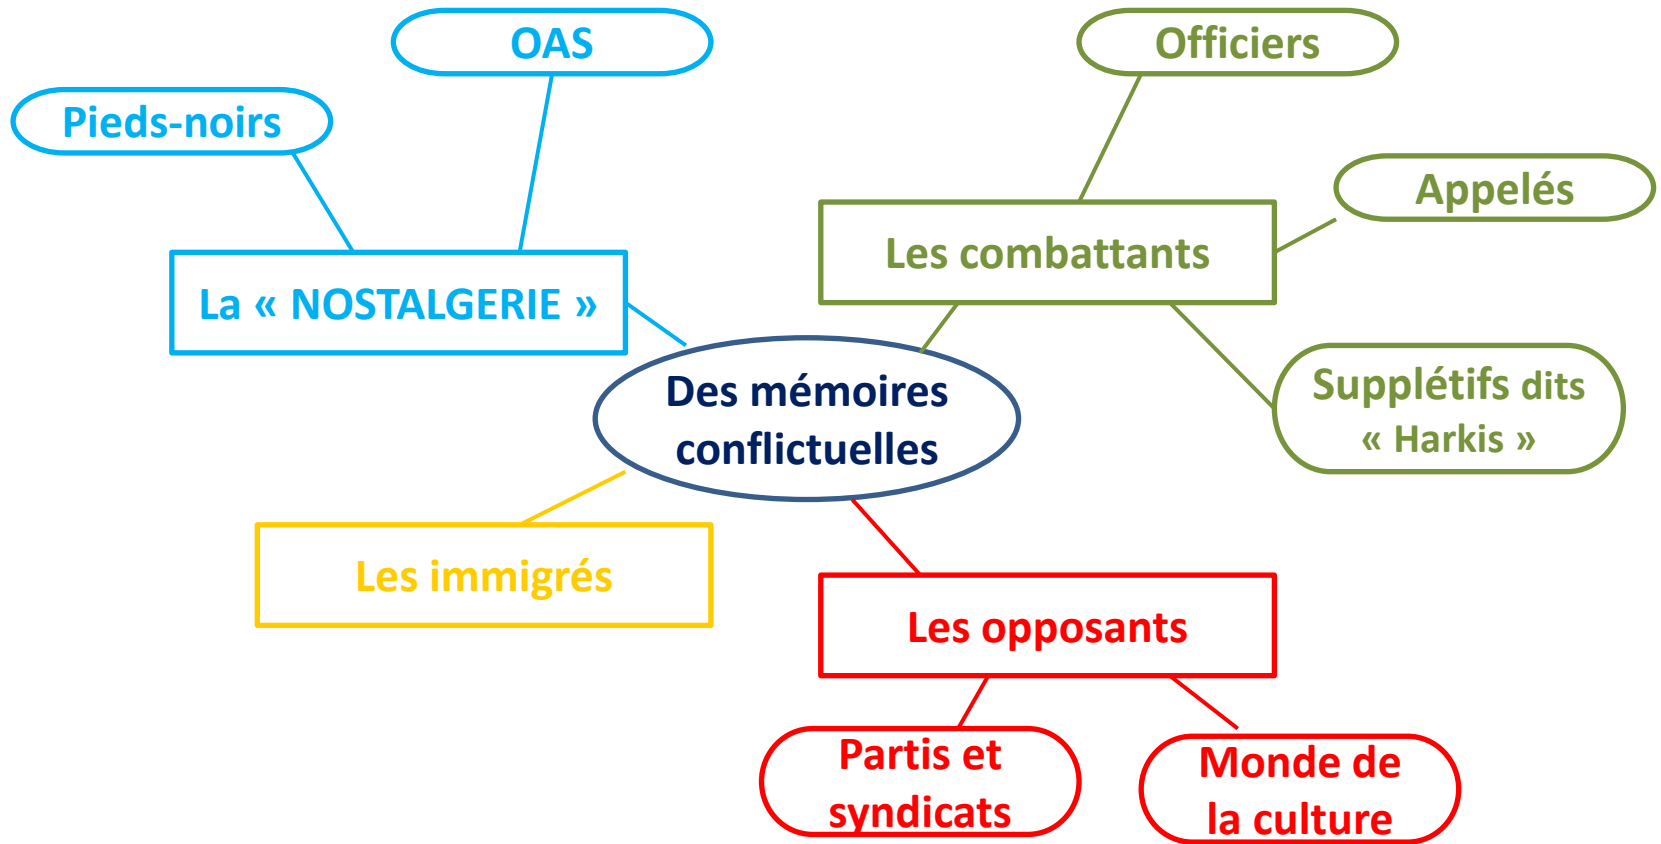 OAS
Officiers
Pieds-noirs
Appelés
Les combattants
La « NOSTALGERIE »
Des mémoires
conflictuelles
Supplétifs dits
« Harkis »
Les immigrés
Les opposants
Partis et
syndicats
Monde de
la culture